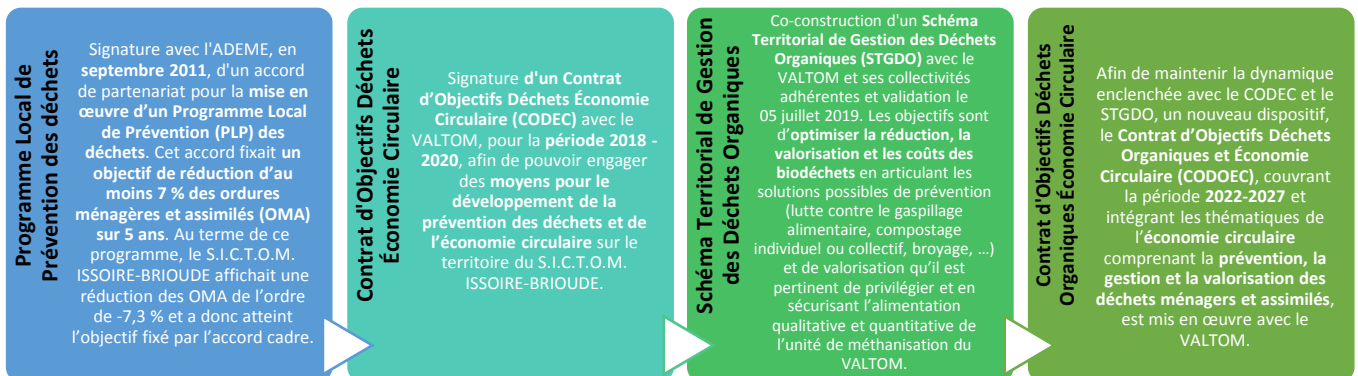 Programme Local de
Prévention des déchets
Signature avec l'ADEME, en
septembre 2011, d'un accord
de partenariat pour la mise en
œuvre d'un Programme Local
de Prévention (PLP) des
déchets. Cet accord fixait un
objectif de réduction d'au
moins 7 % des ordures
ménagères et assimilés (OMA)
sur 5 ans. Au terme de ce
programme, le S.I.C.T.O.M.
ISSOIRE-BRIOUDE affichait une
réduction des OMA de l'ordre
de -7,3 % et a donc atteint
l'objectif fixé par l'accord cadre.
Contrat d'Objectifs Déchets
Économie Circulaire
Signature d'un Contrat
d'Objectifs Déchets Économie
Circulaire (CODEC) avec le
VALTOM, pour la période 2018 -
2020, afin de pouvoir engager
des moyens pour le
développement de la
prévention des déchets et de
l'économie circulaire sur le
territoire du S.I.C.T.O.M.
ISSOIRE-BRIOUDE.
Schéma Territorial de Gestion
des Déchets Organiques
Co-construction d'un Schéma
Territorial de Gestion des Déchets
Organiques (STGDO) avec le
VALTOM et ses collectivités
adhérentes et validation le
05 juillet 2019. Les objectifs sont
d'optimiser la réduction, la
valorisation et les coûts des
biodéchets en articulant les
solutions possibles de prévention
(lutte contre le gaspillage
alimentaire, compostage
individuel ou collectif, broyage, ...)
et de valorisation qu'il est
pertinent de privilégier et en
sécurisant l'alimentation
qualitative et quantitative de
l'unité de méthanisation du
VALTOM.
Contrat d'Objectifs Déchets
Organiques Économie Circulaire
Afin de maintenir la dynamique
enclenchée avec le CODEC et le
STGDO, un nouveau dispositif,
le Contrat d'Objectifs Déchets
Organiques et Économie
Circulaire (CODOEC), couvrant
la période 2022-2027 et
intégrant les thématiques de
l'économie circulaire
comprenant la prévention, la
gestion et la valorisation des
déchets ménagers et assimilés,
est mis en œuvre avec le
VALTOM.